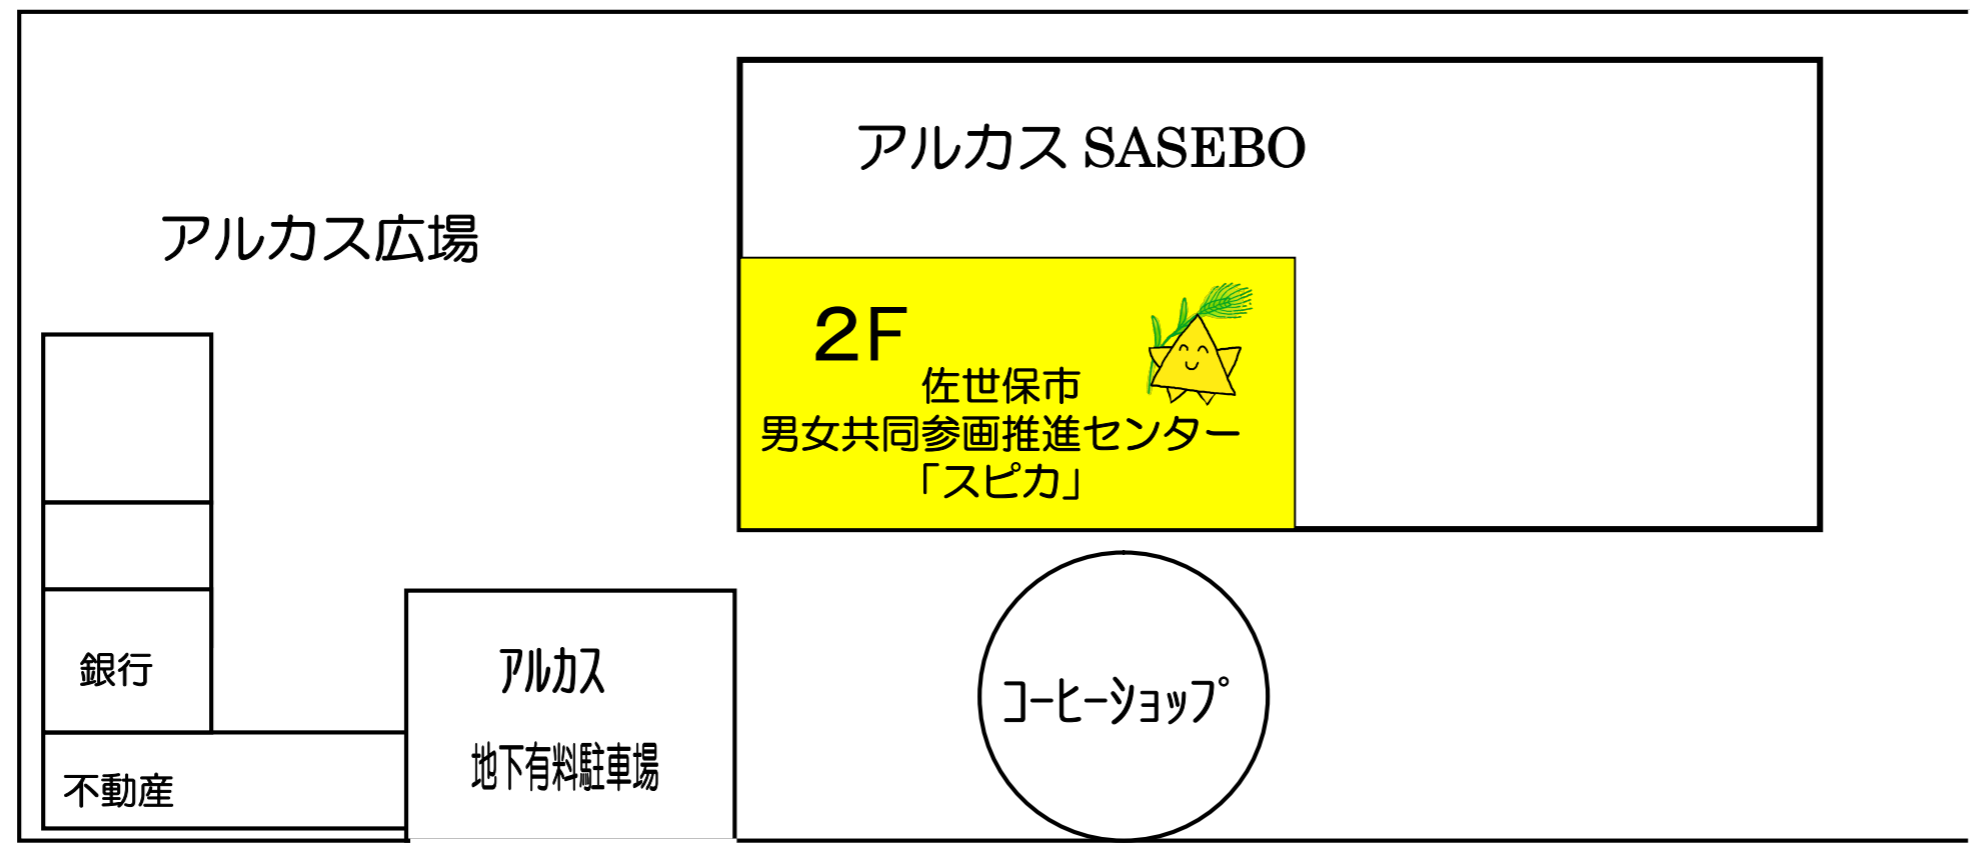 アルカス SASEBO
アルカス広場
２F
佐世保市
男女共同参画推進センター
「スピカ」
銀行
ｱﾙｶｽ
ｺｰﾋｰｼｮｯﾌﾟ
地下有料駐車場
不動産